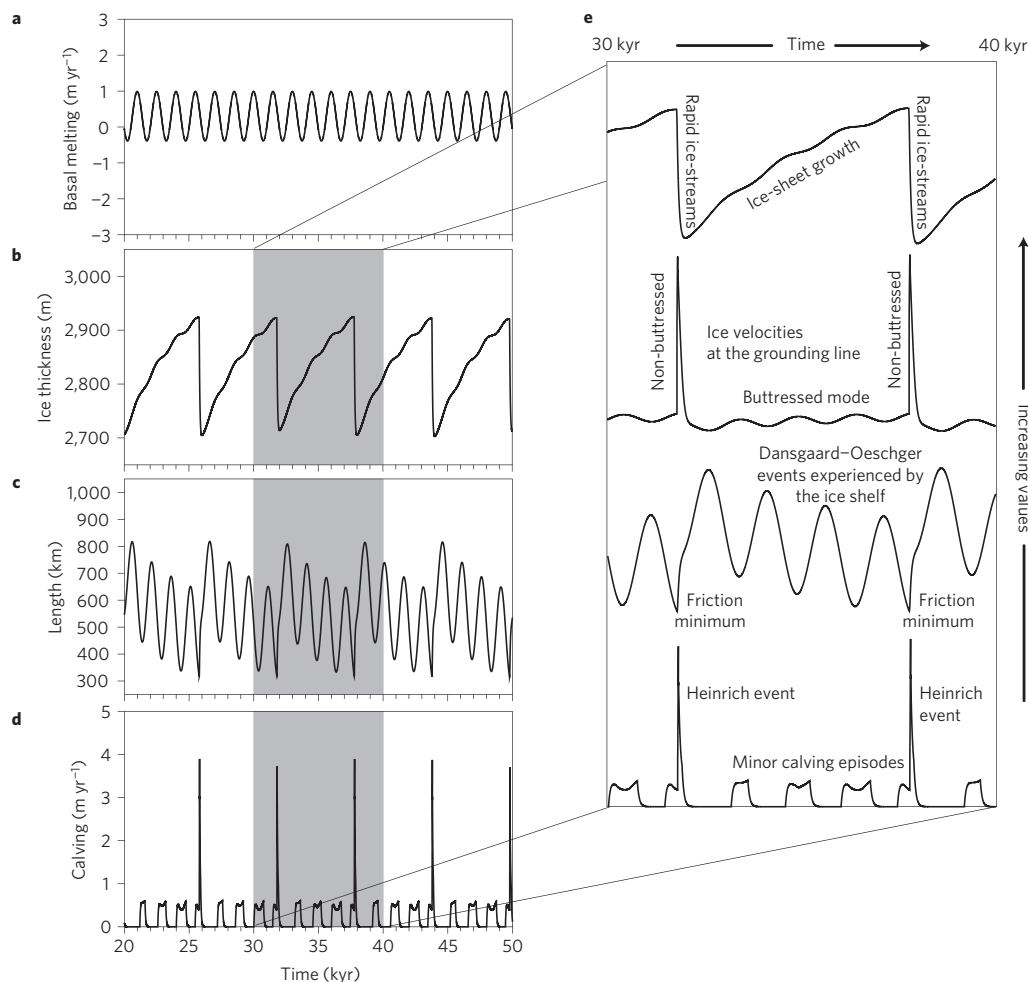 a
3
2
1
0
−1
−2
−3
Basal melting (m yr−1)
b
3,000
2,900
2,800
2,700
Ice thickness (m)
c
1,000
900
800
700
600
500
400
300
Length (km)
d
5
4
3
2
1
0
Calving (m yr−1)
20 25 30 35 40 45 50
Time (kyr)
e
30 kyr Time 40 kyr
Rapid ice-streams
Ice-sheet growth
Rapid ice-streams
Non-buttressed
Ice velocities
at the grounding line
Non-buttressed
Buttressed mode
Dansgaard−Oeschger
events experienced by
the ice shelf
Friction
minimum
Friction
minimum
Heinrich event
Heinrich
event
Minor calving episodes
Increasing values